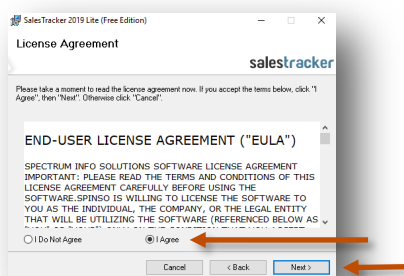 SalesTracker 2019 Lite (Free Edition)
License Agreement
salestracker
Please take a moment to read the license agreement now. If you accept the terms below, click "I
Agree", then "Next". Otherwise click "Cancel".
END-USER LICENSE AGREEMENT ("EULA")
SPECTRUM INFO SOLUTIONS SOFTWARE LICENSE AGREEMENT
IMPORTANT: PLEASE READ THE TERMS AND CONDITIONS OF THIS
LICENSE AGREEMENT CAREFULLY BEFORE USING THE
SOFTWARE.SPINSO IS WILLING TO LICENSE THE SOFTWARE TO
YOU AS THE INDIVIDUAL, THE COMPANY, OR THE LEGAL ENTITY
THAT WILL BE UTILIZING THE SOFTWARE (REFERENCED BELOW AS
I Do Not Agree I Agree
Cancel < Back Next >